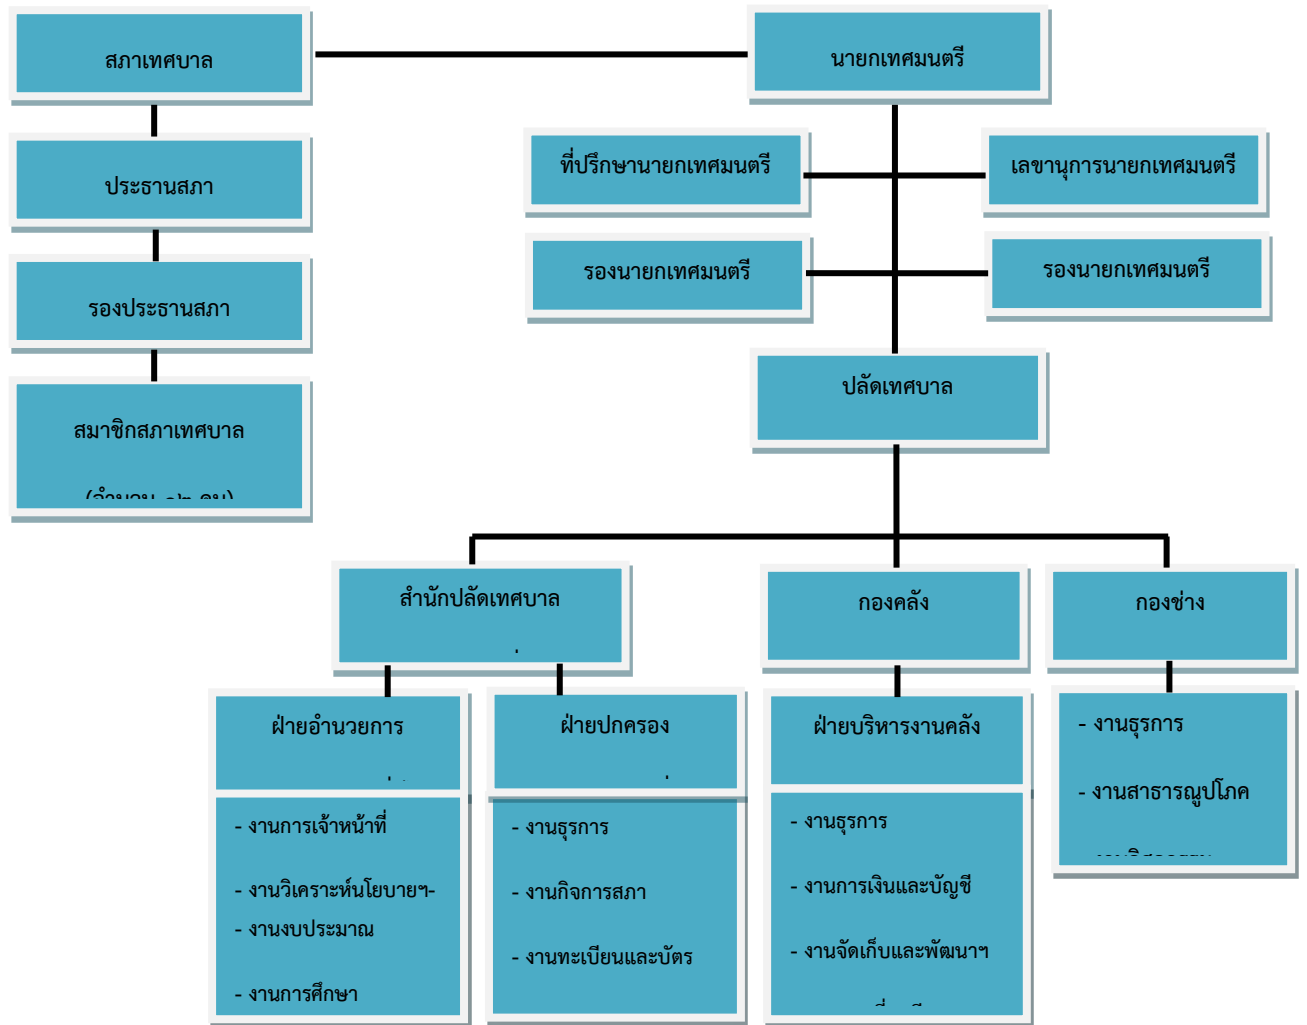 สภาเทศบาล
นายกเทศมนตรี
ประธานสภา
ที่ปรึกษานายกเทศมนตรี
เลขานุการนายกเทศมนตรี
รองประธานสภา
รองนายกเทศมนตรี
รองนายกเทศมนตรี
สมาชิกสภาเทศบาล
ปลัดเทศบาล
สำนักปลัดเทศบาล
กองคลัง
กองช่าง
ฝ่ายอำนวยการ
- งานการเจ้าหน้าที่
- งานวิเคราะห์นโยบายฯ-
- งานงบประมาณ
- งานการศึกษา
ฝ่ายปกครอง
- งานธุรการ
- งานกิจการสภา
- งานทะเบียนและบัตร
ฝ่ายบริหารงานคลัง
- งานธุรการ
- งานการเงินและบัญชี
- งานจัดเก็บและพัฒนาฯ
- งานธุรการ
- งานสาธารณูปโภค